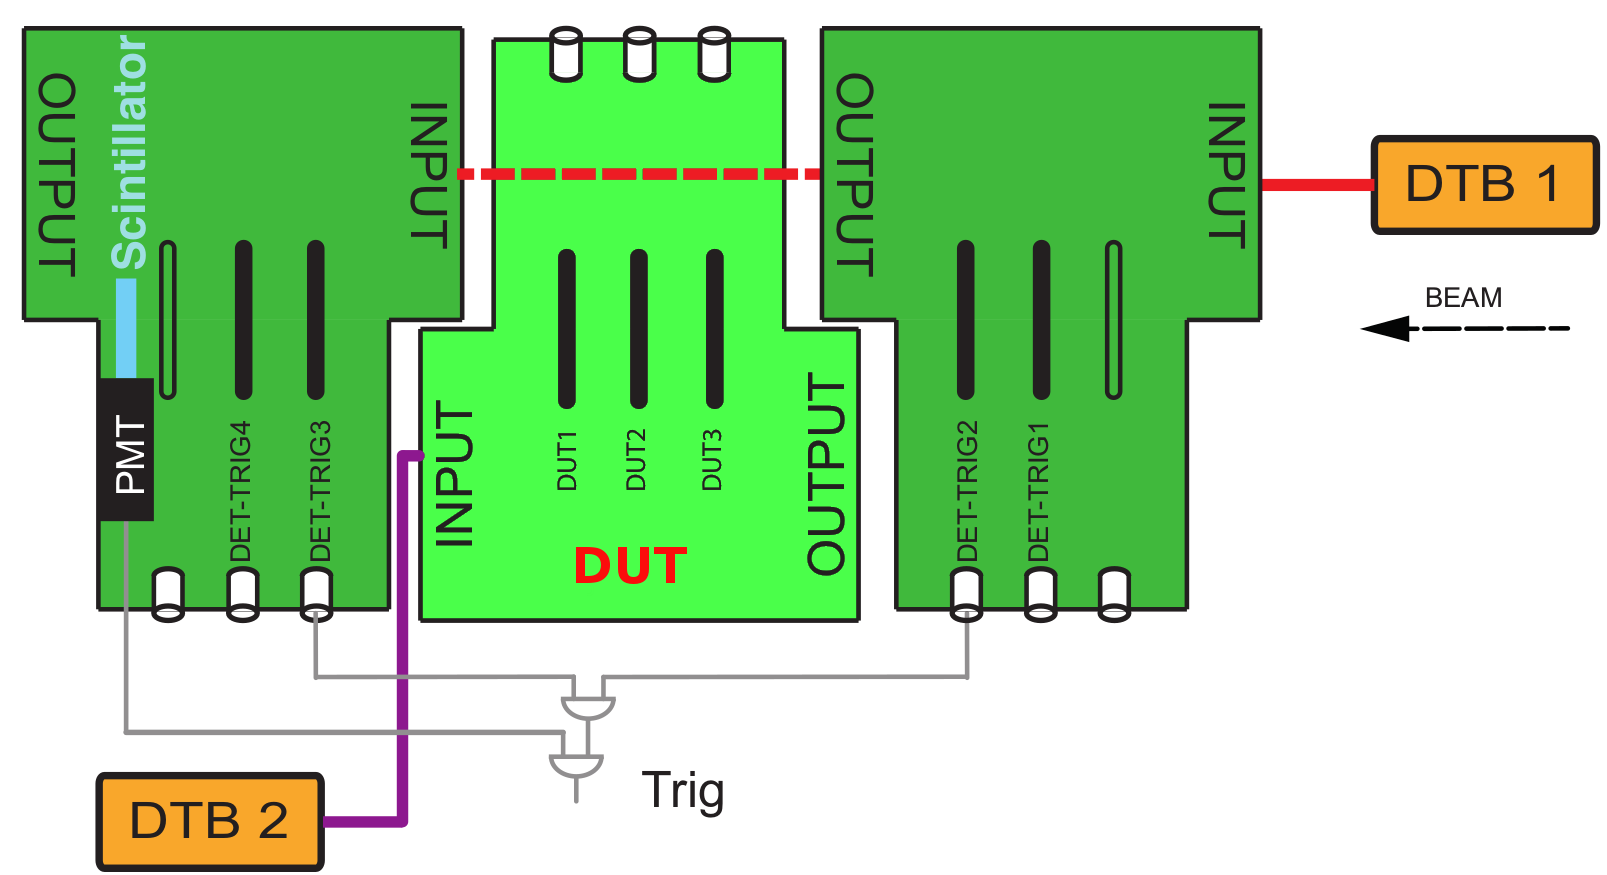 OUTPUT
Scintillator
INPUT
OUTPUT
INPUT
DTB 1
BEAM
PMT
DET-TRIG4
DET-TRIG3
INPUT
DUT1
DUT2
DUT3
OUTPUT
DUT
DET-TRIG2
DET-TRIG1
DTB 2
Trig